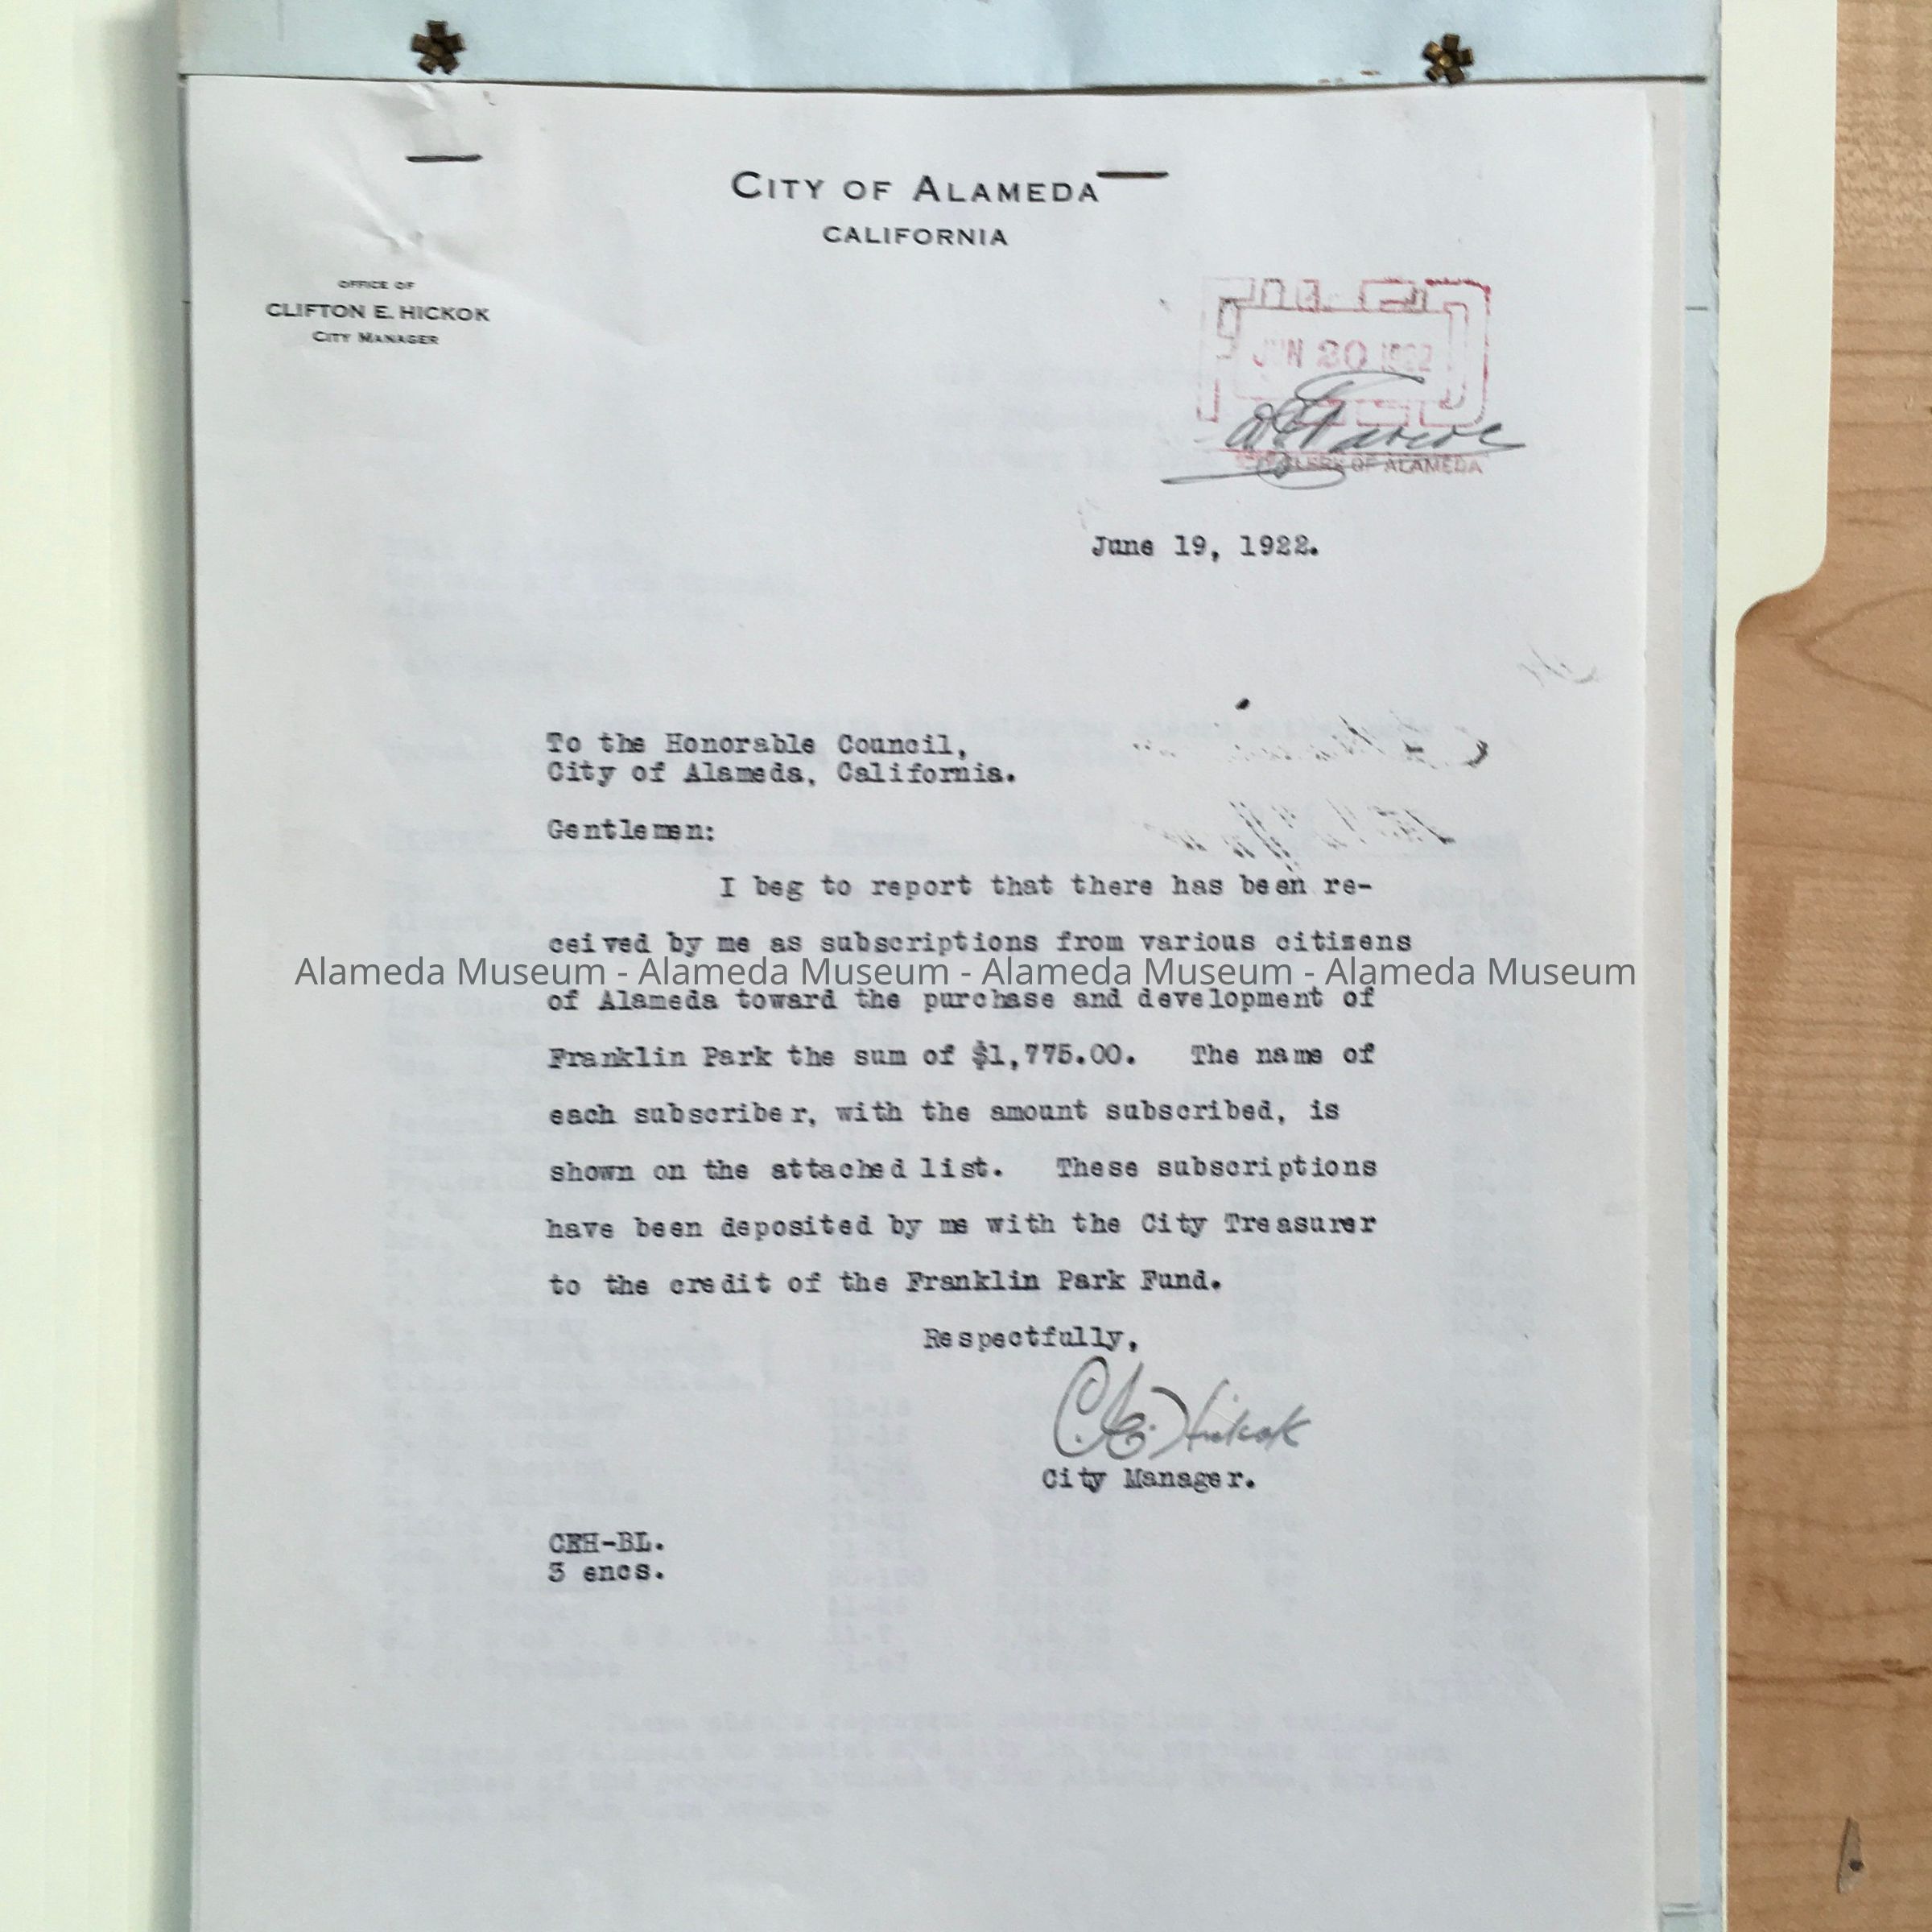 City of Alameda
CALIFORNIA
OFFICE OF
CLIFTON E. HICKOK
City Manager
JUN 20 1922
CLERK OF ALAMEDA
June 19, 1922.
To the Honorable Council,
City of Alameda, California.
Gentlemen:
I beg to report that there has been re-
ceived by me as subscriptions from various citizens
Alameda Museum - Alameda Museum - Alameda Museum - Alameda Museum
of Alameda toward the purchase and development of
Franklin Park the sum of $1,775.00. The name of
each subscriber, with the amount subscribed, is
shown on the attached list. These subscriptions
have been deposited by me with the City Treasurer
to the credit of the Franklin Park Fund.
Respectfully,
C. E. Hickok
City Manager.
CEH-BL.
3 encs.